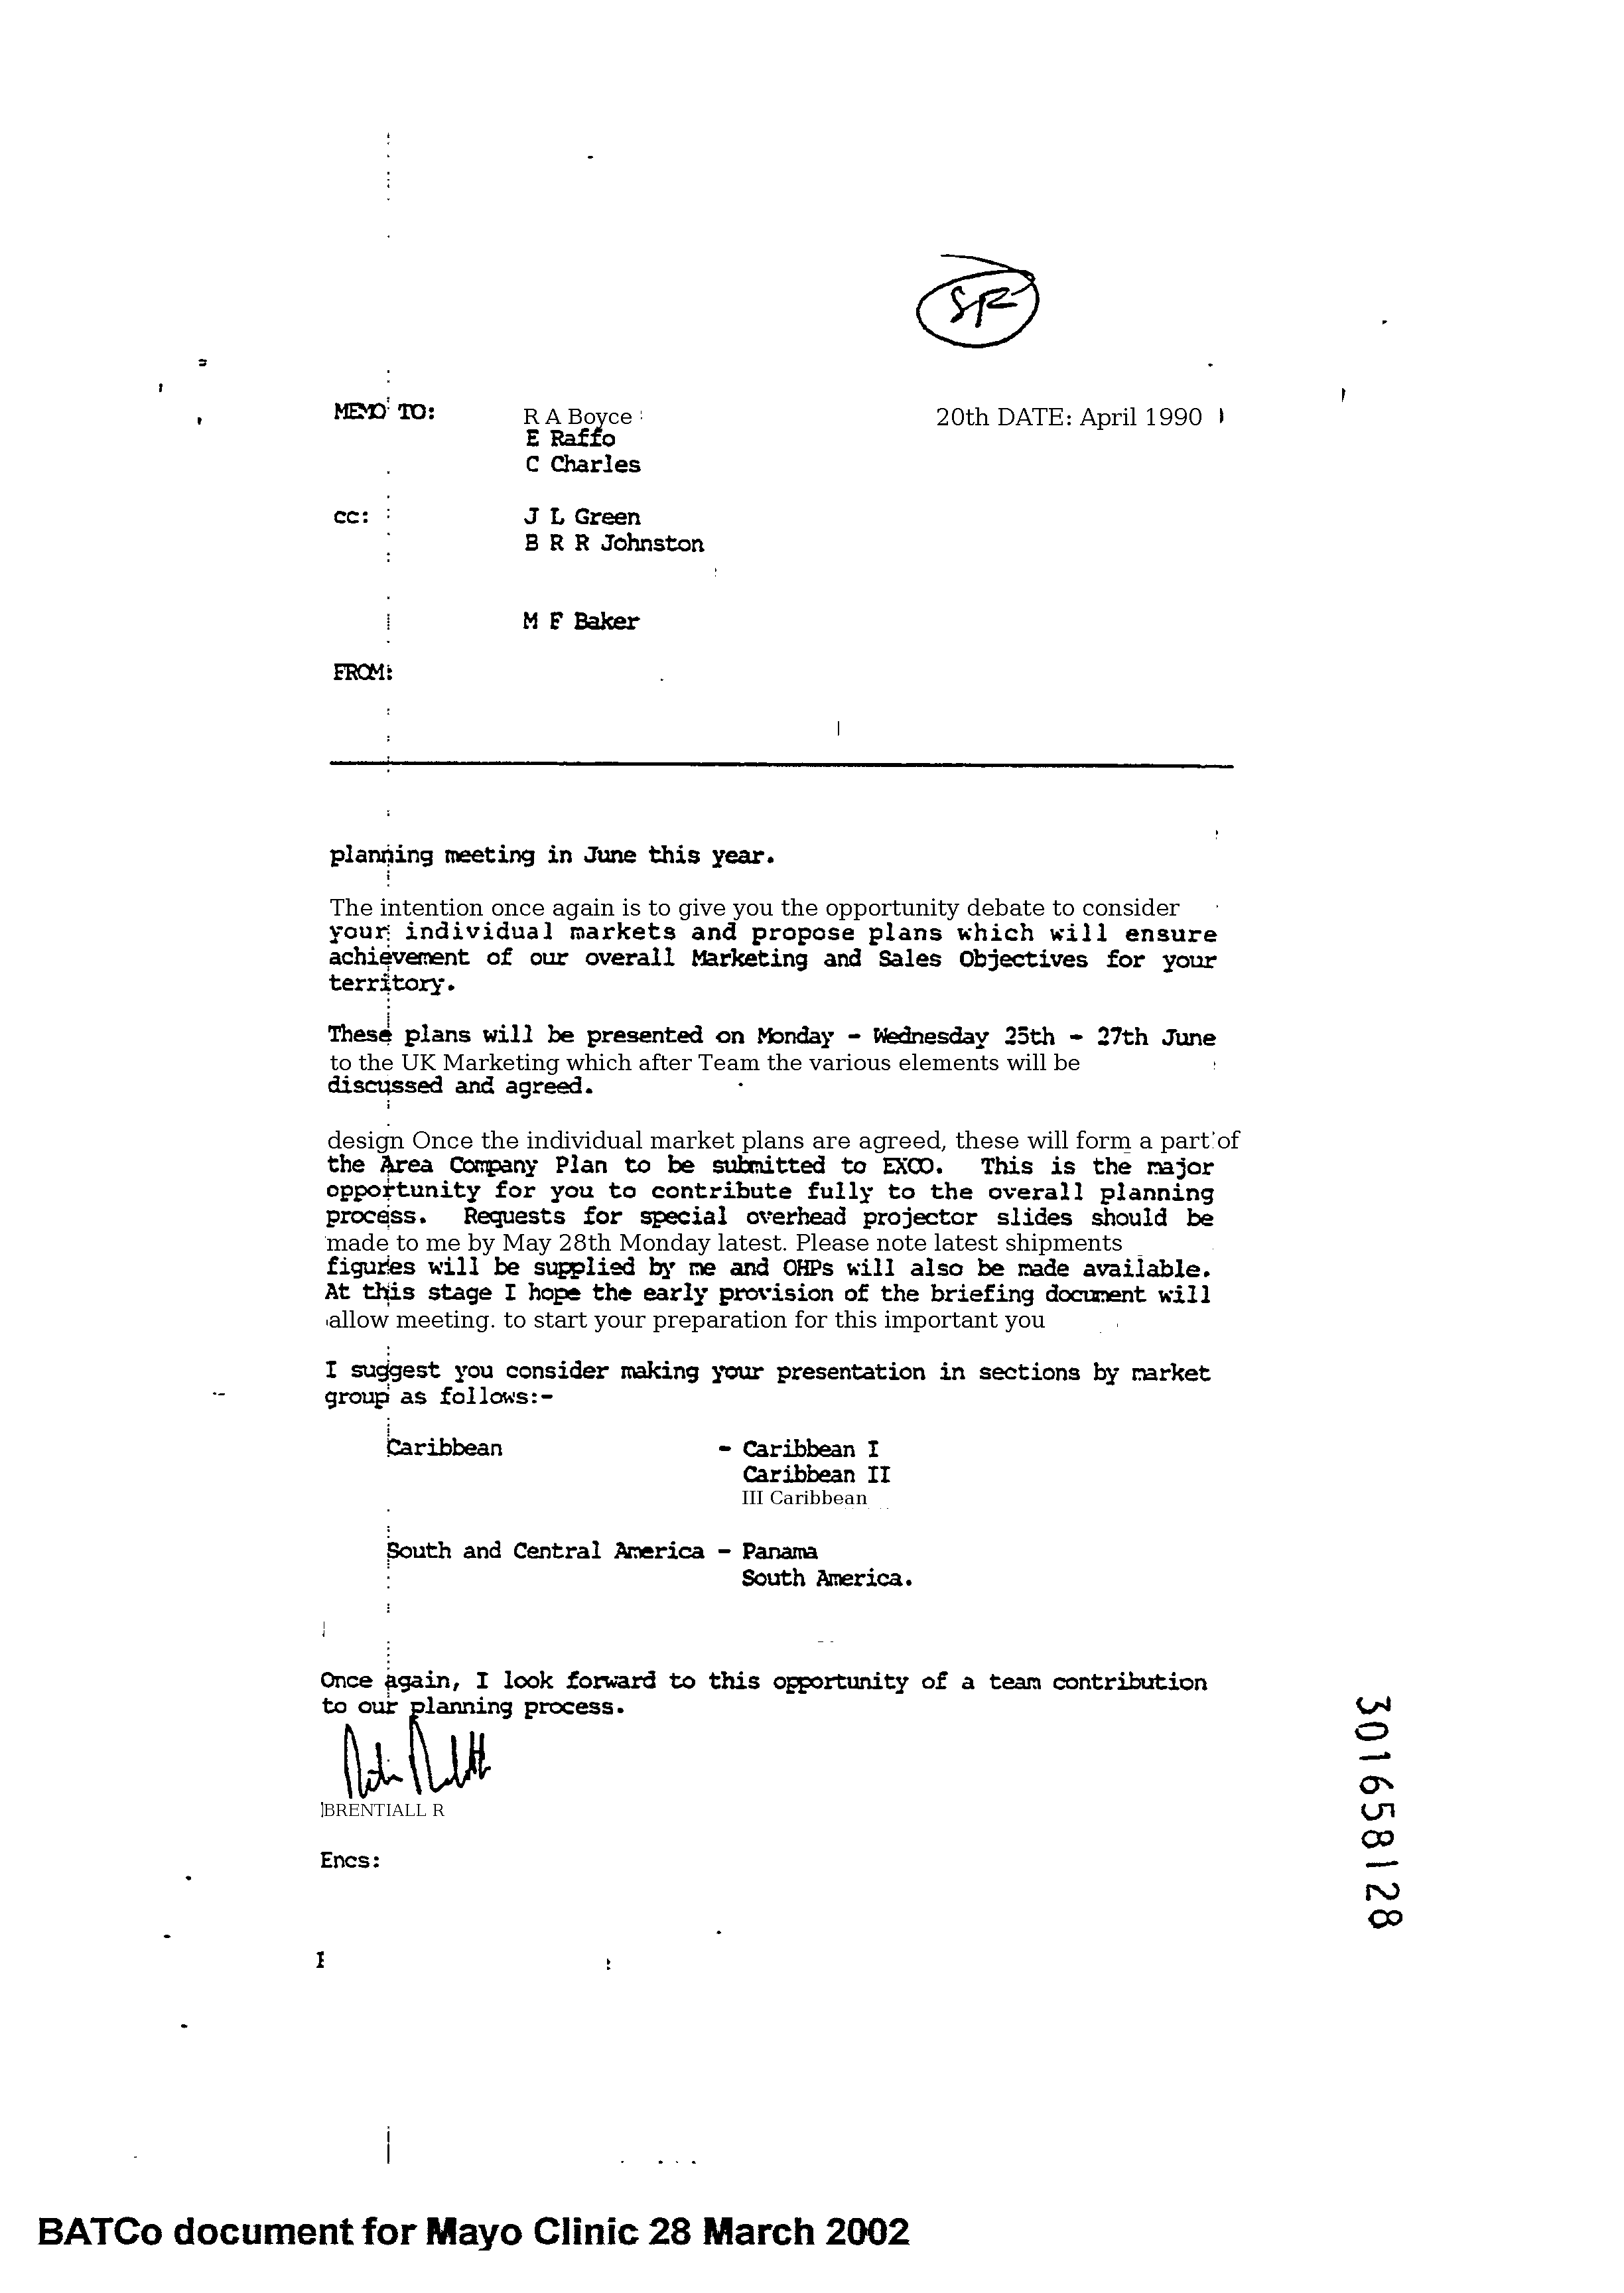 SR
MEMO TO: R A Boyce 20th DATE: April 1990
E Raffo
C Charles
cc: J L Green
B R R Johnston
M F Baker
FROM:
planning meeting in June this year.
The intention once again is to give you the opportunity debate to consider
your individual markets and propose plans which will ensure
achievement of our overall Marketing and Sales Objectives for your
territory.
These plans will be presented on Monday - Wednesday 25th - 27th June
to the UK Marketing which after Team the various elements will be
discussed and agreed.
design Once the individual market plans are agreed, these will form a part of
the Area Company Plan to be submitted to EXCO. This is the major
opportunity for you to contribute fully to the overall planning
process. Requests for special overhead projector slides should be
made to me by May 28th Monday latest. Please note latest shipments
figures will be supplied by me and OHPs will also be made available.
At this stage I hope the early provision of the briefing document will
allow meeting. to start your preparation for this important you
I suggest you consider making your presentation in sections by market
group as follows:-
Caribbean - Caribbean I
Caribbean II
III Caribbean
South and Central America - Panama
South America.
Once again, I look forward to this opportunity of a team contribution
to our planning process.
BRENTIALL R
Encs:
301658128
BATCo document for Mayo Clinic 28 March 2002